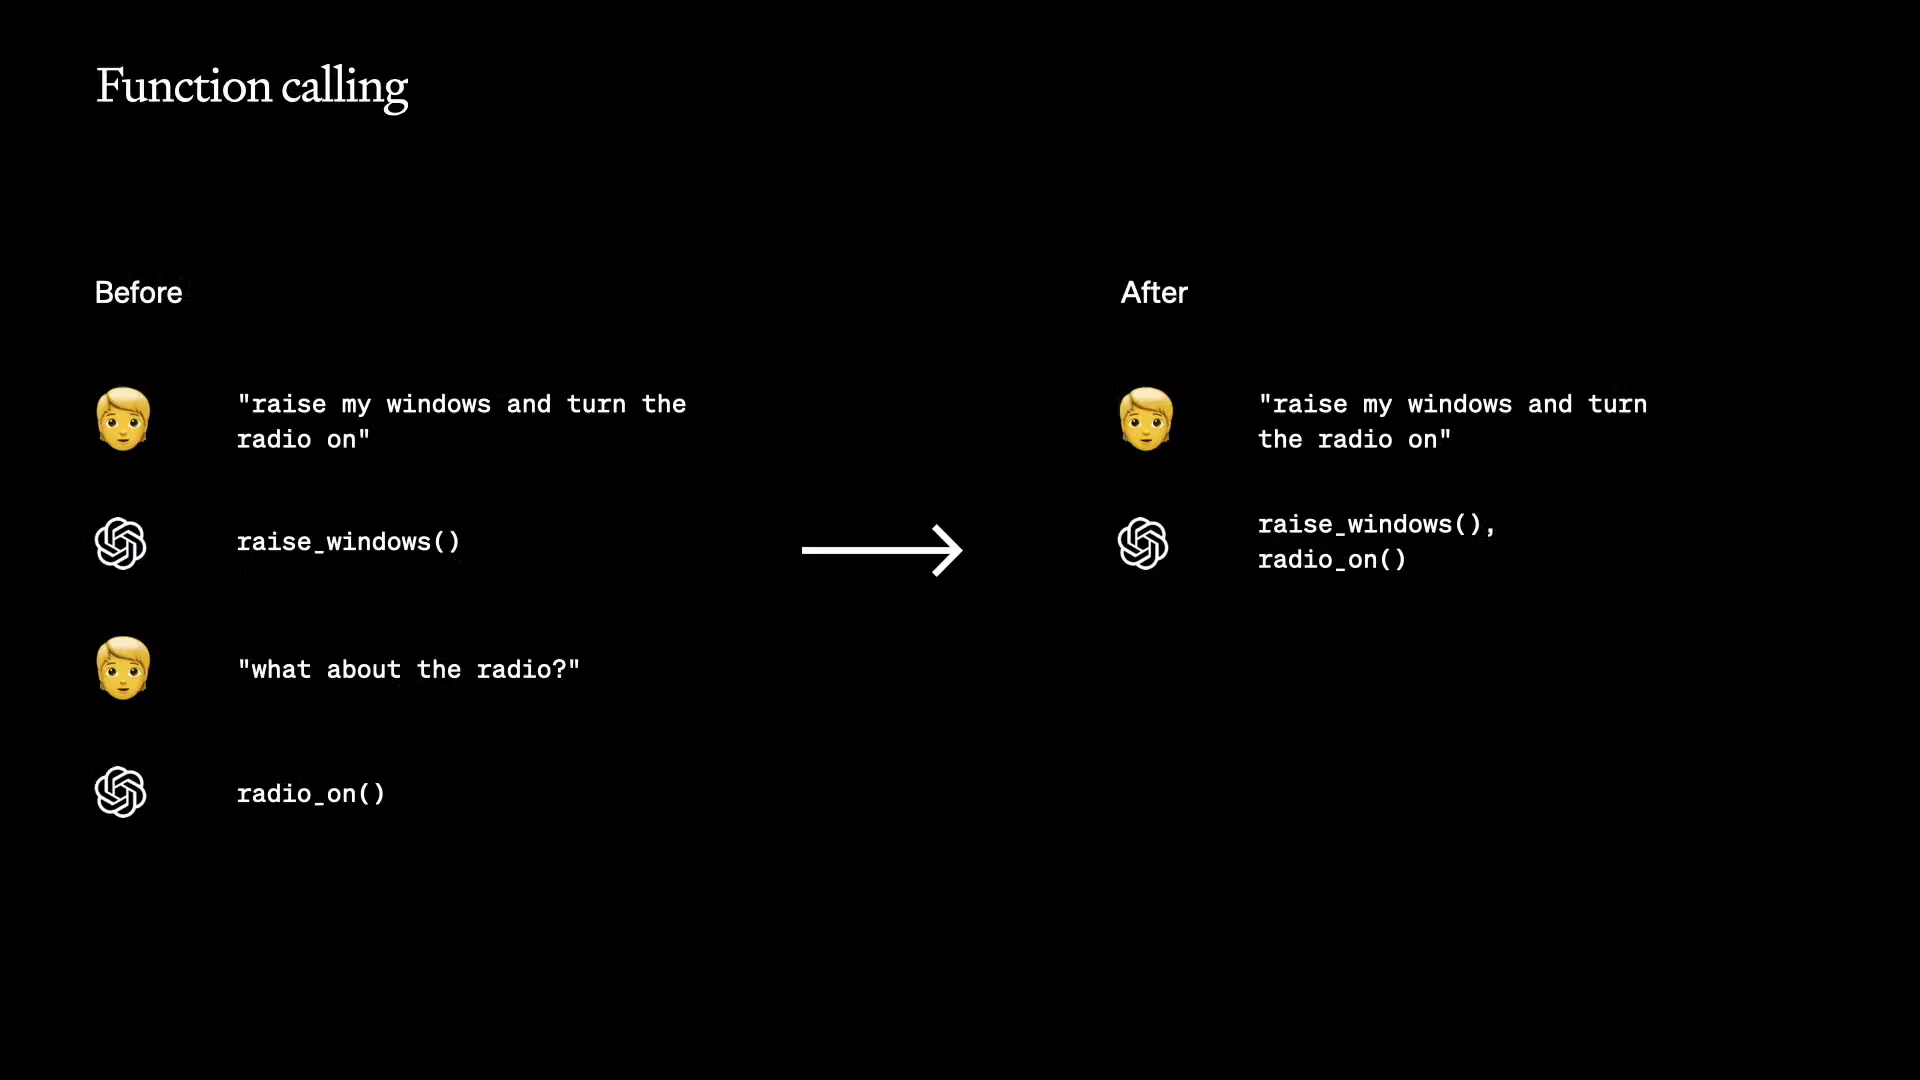 Function calling
Before
"raise my windows and turn the
radio on"
raise_windows()
"what about the radio?"
radio_on()
After
"raise my windows and turn
the radio on"
raise_windows(),
radio_on()